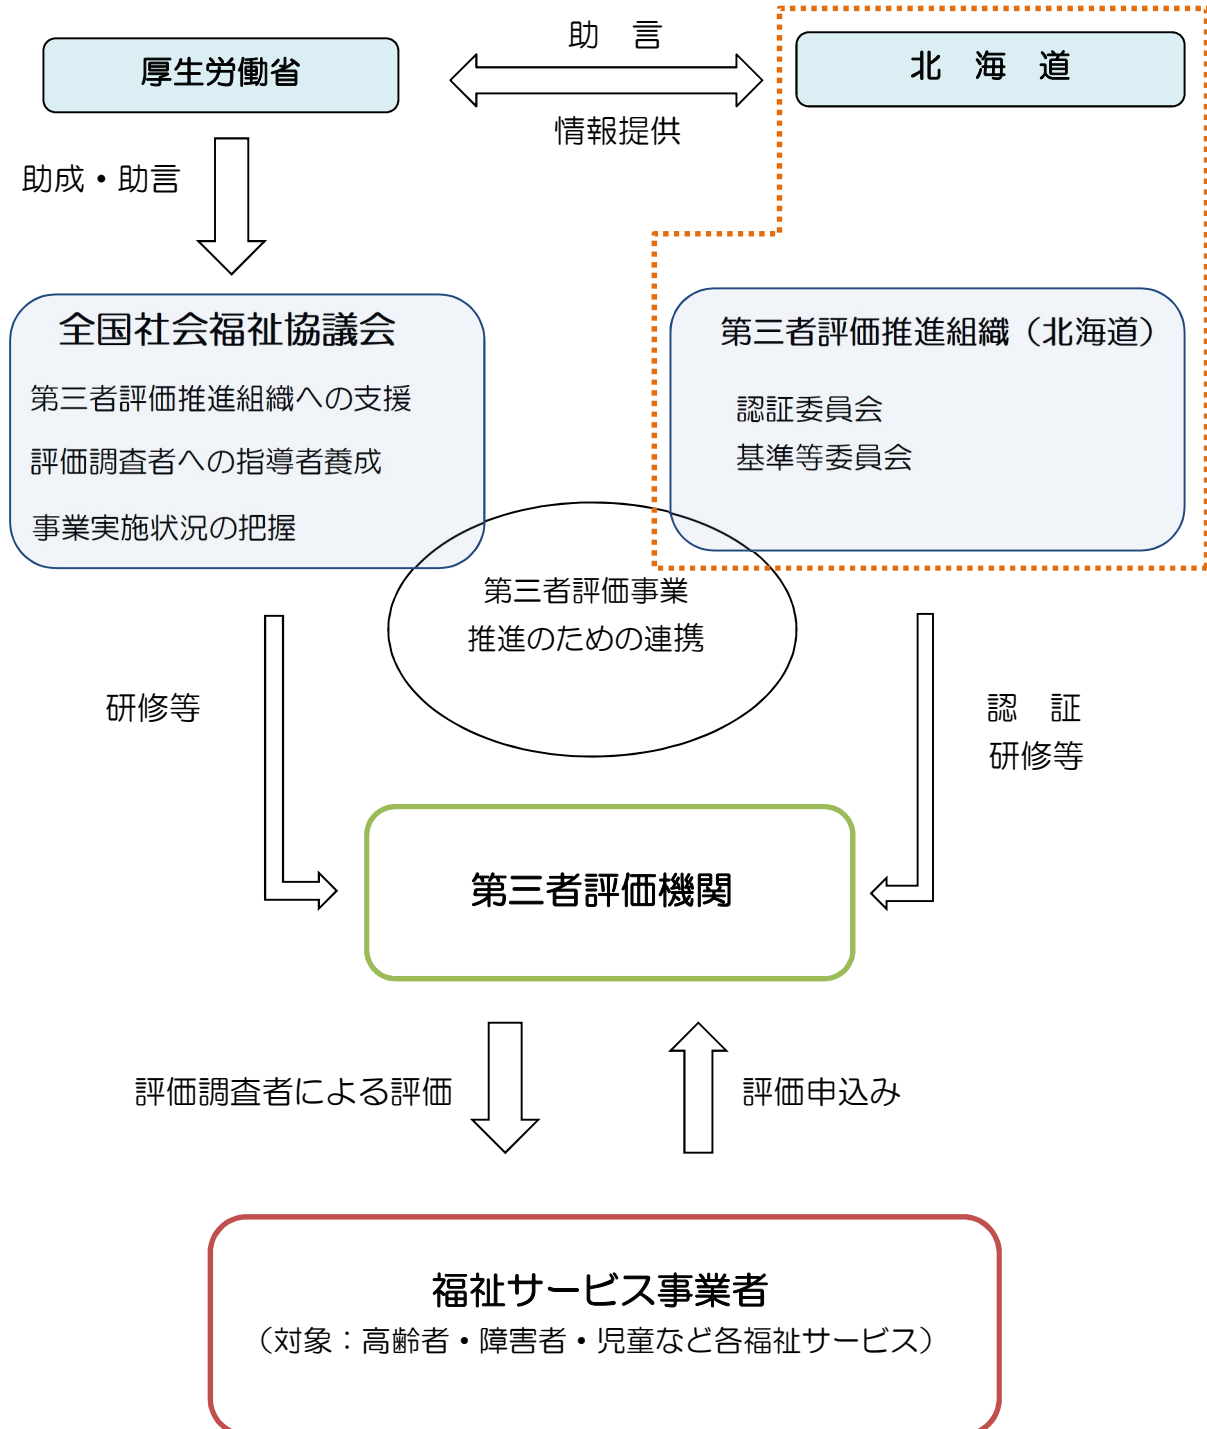 助　言
厚生労働省
北　海　道
情報提供
助成・助言
全国社会福祉協議会
第三者評価推進組織への支援
評価調査者への指導者養成
事業実施状況の把握
第三者評価推進組織（北海道）
認証委員会
基準等委員会
第三者評価事業
推進のための連携
研修等
認　証
研修等
第三者評価機関
評価調査者による評価
評価申込み
福祉サービス事業者
（対象：高齢者・障害者・児童など各福祉サービス）